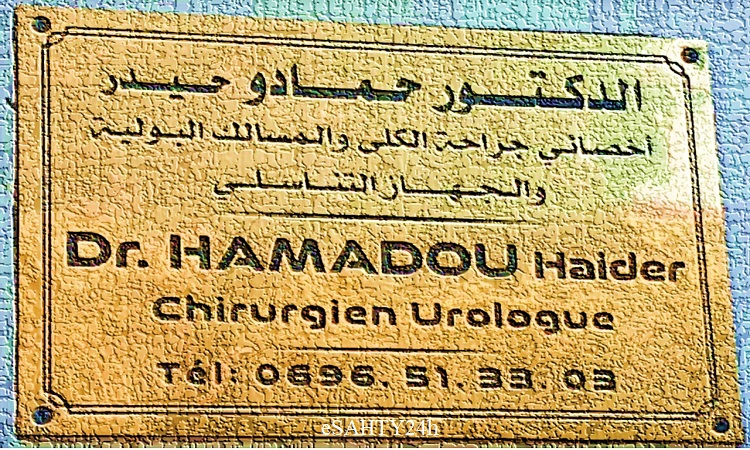 الدكتور حمادو حيدر
أخصائي جراحة الكلى والمسالك البولية
والجهاز التناسلي
Dr. HAMADOU Haider
Chirurgien Urologue
Tél: 0696. 51. 33. 03
eSAHTY24h